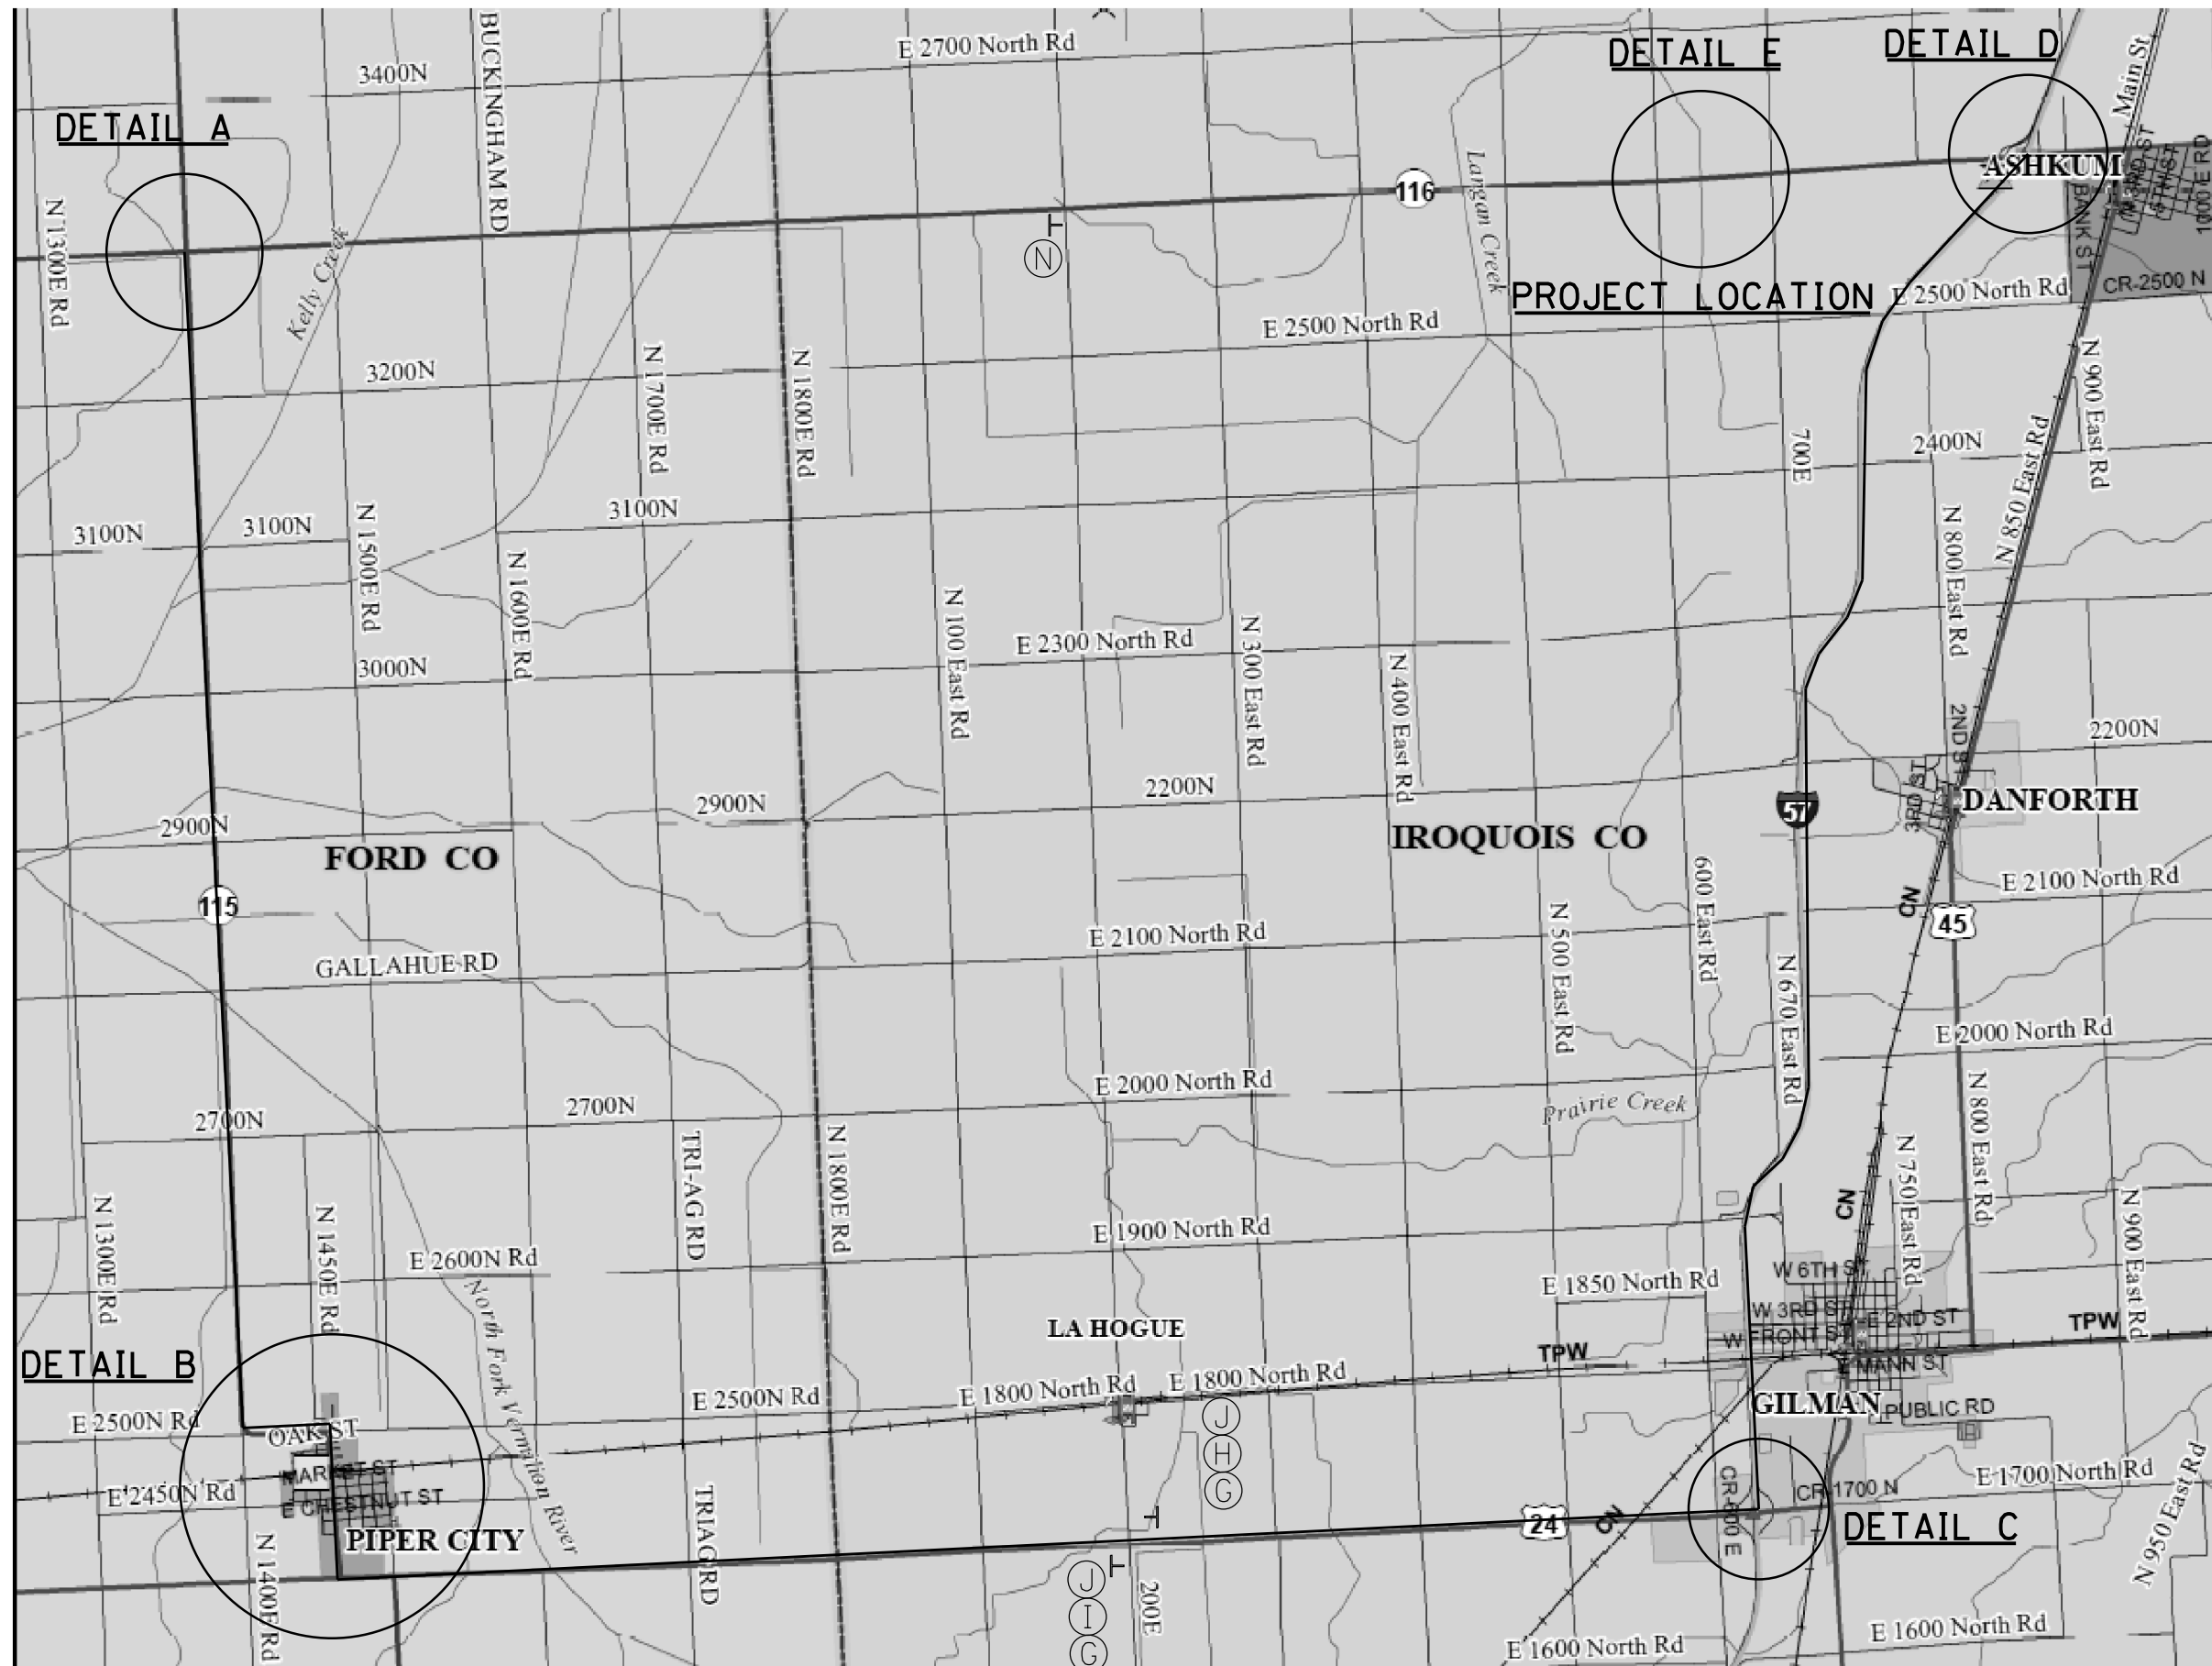 BUCKINGHAM RD
E 2700 North Rd
DETAIL E
DETAIL D
Main St
3400N
DETAIL A
ASHKUM
3RD ST
1000 E RD
BANK ST
116
Langan Creek
N 1300E Rd
Kelly Creek
N
PROJECT LOCATION
E 2500 North Rd
CR-2500 N
E 2500 North Rd
3200N
N 1700E Rd
N 1800E Rd
N 900 East Rd
700E
2400N
N 850 East Rd
3100N
3100N
3100N
N 1500E Rd
N 1600E Rd
N 800 East Rd
N 100 East Rd
E 2300 North Rd
N 300 East Rd
N 400 East Rd
3000N
2ND ST
2200N
2200N
2900N
2900N
57
3RD ST
DANFORTH
FORD CO
IROQUOIS CO
600 East Rd
CN
E 2100 North Rd
115
45
N 500 East Rd
E 2100 North Rd
GALLAHUE RD
N 670 East Rd
E 2000 North Rd
E 2000 North Rd
N 800 East Rd
Prairie Creek
2700N
2700N
TRI-AG RD
N 1800E Rd
N 750 East Rd
CN
N 900 East Rd
N 1300E Rd
N 1450E Rd
E 1900 North Rd
E 2600N Rd
North Fork Vermilion River
W 6TH ST
E 1850 North Rd
W 3RD ST
E 2ND ST
LA HOGUE
W FRONT ST
TPW
TPW
E MANN ST
DETAIL B
E 2500N Rd
E 1800 North Rd
E 1800 North Rd
GILMAN
PUBLIC RD
E 2500N Rd
OAK ST
J
H
G
MARKET ST
E 2450N Rd
E CHESTNUT ST
CR-600 E
CR 1700 N
E 1700 North Rd
N 950 East Rd
24
CN
DETAIL C
PIPER CITY
TRIAG RD
N 1400E Rd
J
I
G
200E
E 1600 North Rd
E 1600 North Rd